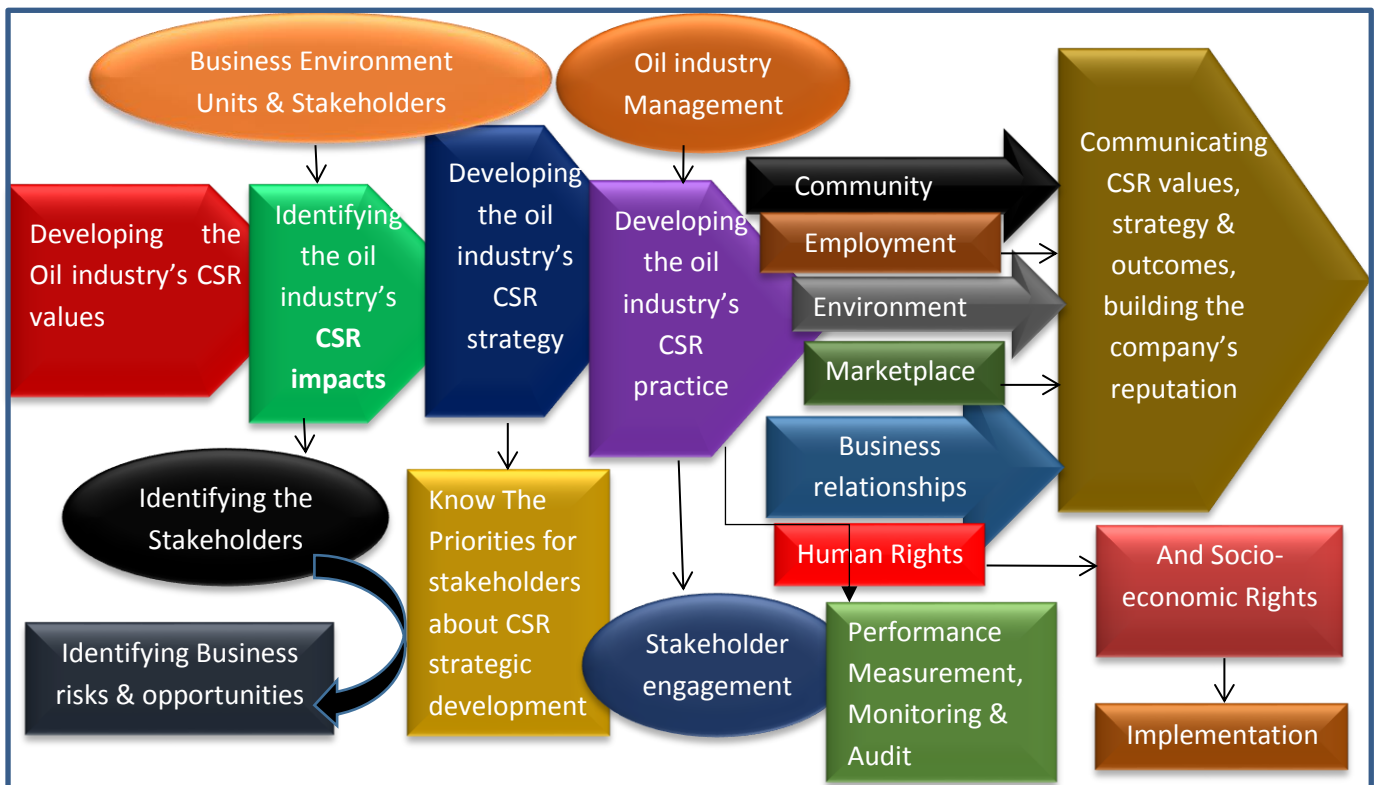 Business Environment
Units & Stakeholders
Oil industry
Management
Developing the
Oil industry’s CSR
values
Identifying
the oil
industry’s
CSR
impacts
Developing
the oil
industry’s
CSR
strategy
Developing
the oil
industry’s
CSR
practice
Community
Employment
Environment
Marketplace
Business
relationships
Human Rights
Communicating
CSR values,
strategy &
outcomes,
building the
company’s
reputation
Identifying the
Stakeholders
Identifying Business
risks & opportunities
Know The
Priorities for
stakeholders
about CSR
strategic
development
Stakeholder
engagement
Performance
Measurement,
Monitoring &
Audit
And Socio-
economic Rights
Implementation